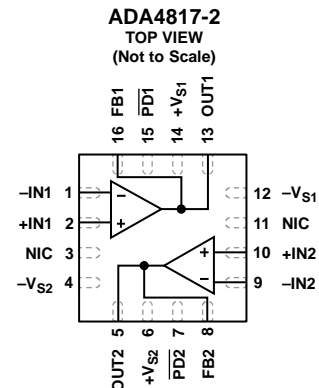 ADA4817-2
TOP VIEW
(Not to Scale)
16 FB1
15 PD1
14 +VS1
13 OUT1
–IN1 1
+IN1 2
NIC 3
–VS2 4
12 –VS1
11 NIC
10 +IN2
9 –IN2
–
+
+
–
OUT2 5
+VS2 6
PD2 7
FB2 8